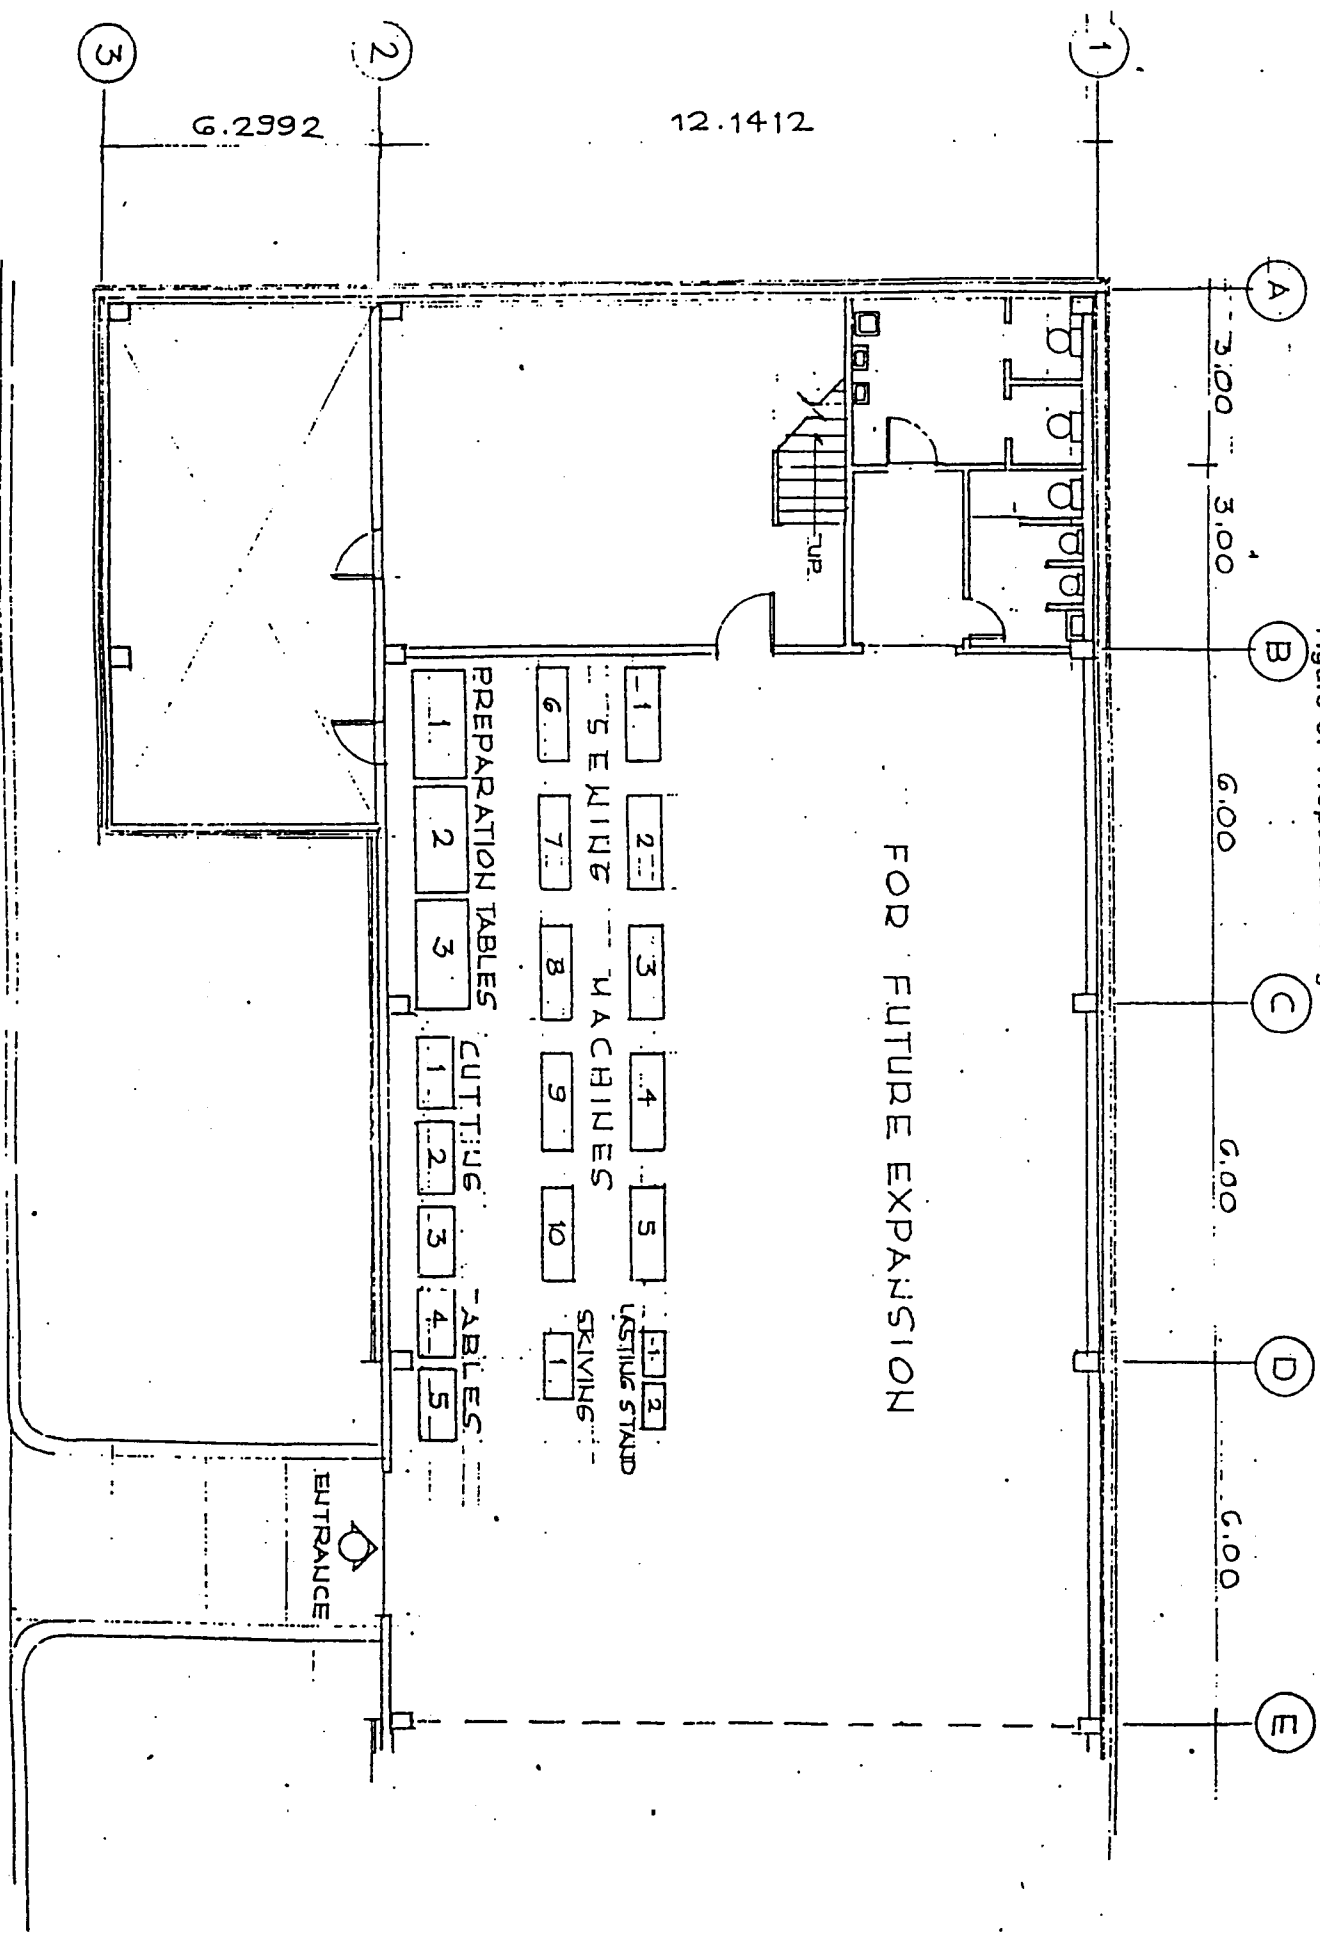 A
B
C
D
E
3.00
3.00
6.00
6.00
6.00
1
2
3
12.1412
6.2992
UP
FOR FUTURE EXPANSION
1
2
3
4
5
1
2
LASTING STAND
SEWING MACHINES
SKIVING
6
7
8
9
10
1
PREPARATION TABLES
CUTTING TABLES
1
2
3
1
2
3
4
5
ENTRANCE